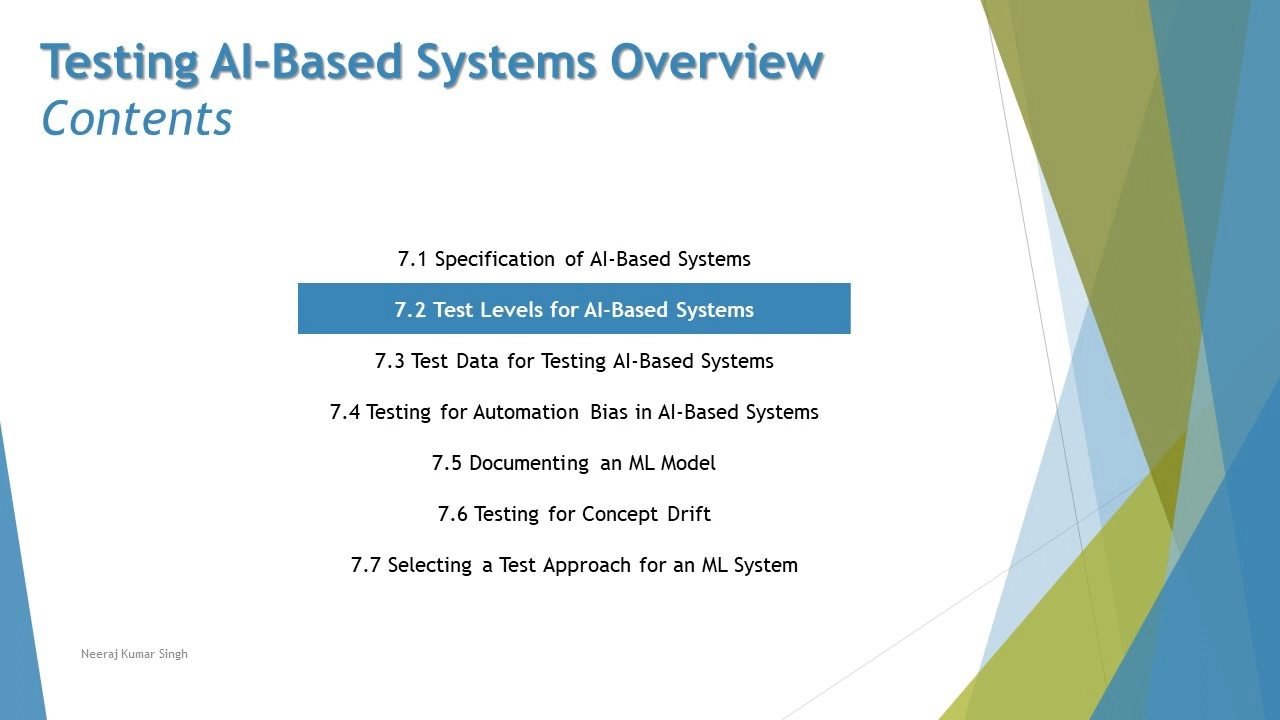 Testing AI-Based Systems Overview
Contents
7.1 Specification of AI-Based Systems
7.2 Test Levels for AI-Based Systems
7.3 Test Data for Testing AI-Based Systems
7.4 Testing for Automation Bias in AI-Based Systems
7.5 Documenting an ML Model
7.6 Testing for Concept Drift
7.7 Selecting a Test Approach for an ML System
Neeraj Kumar Singh